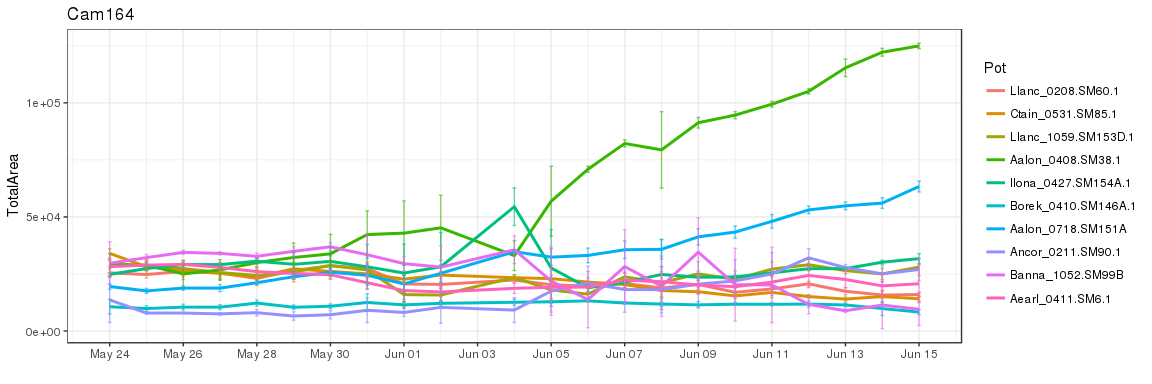 Cam164
TotalArea
1e+05
5e+04
0e+00
May 24 May 26 May 28 May 30 Jun 01 Jun 03 Jun 05 Jun 07 Jun 09 Jun 11 Jun 13 Jun 15
Pot
Llanc_0208.SM60.1
Ctain_0531.SM85.1
Llanc_1059.SM153D.1
Aalon_0408.SM38.1
Ilona_0427.SM154A.1
Borek_0410.SM146A.1
Aalon_0718.SM151A
Ancor_0211.SM90.1
Banna_1052.SM99B
Aearl_0411.SM6.1